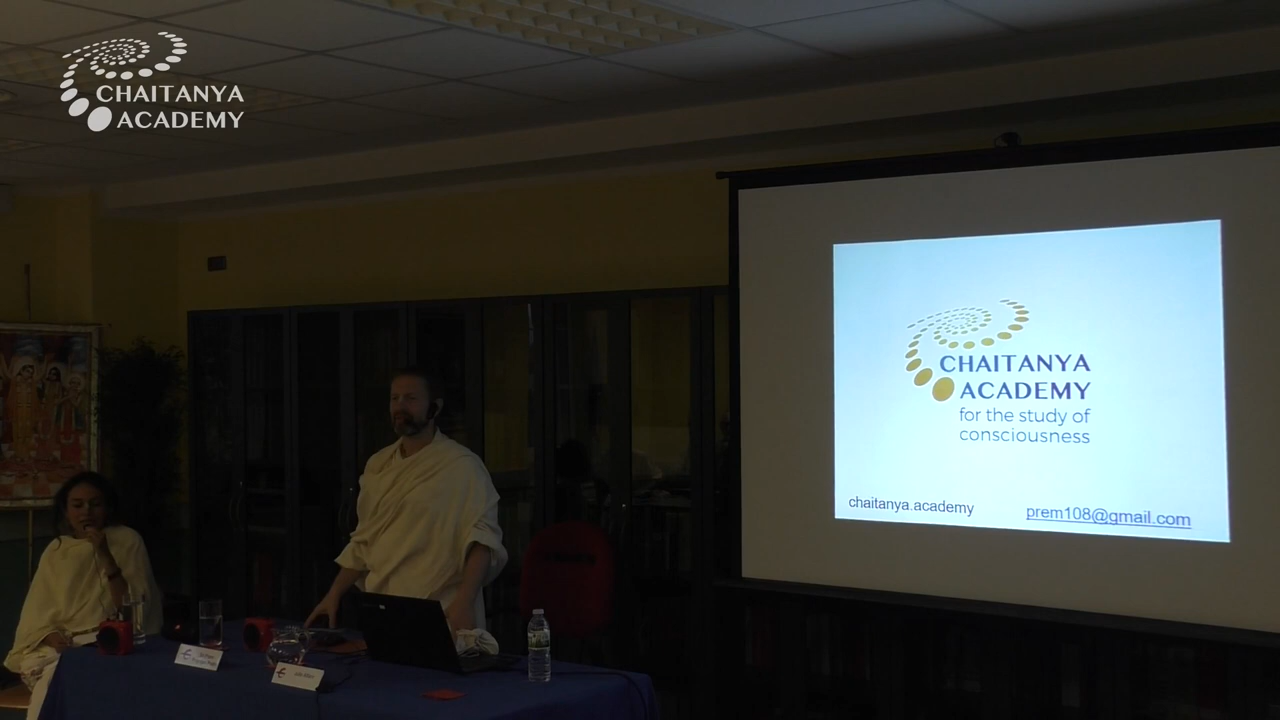 CHAITANYA
ACADEMY
CHAITANYA
ACADEMY
for the study of
consciousness
chaitanya.academy
prem108@gmail.com